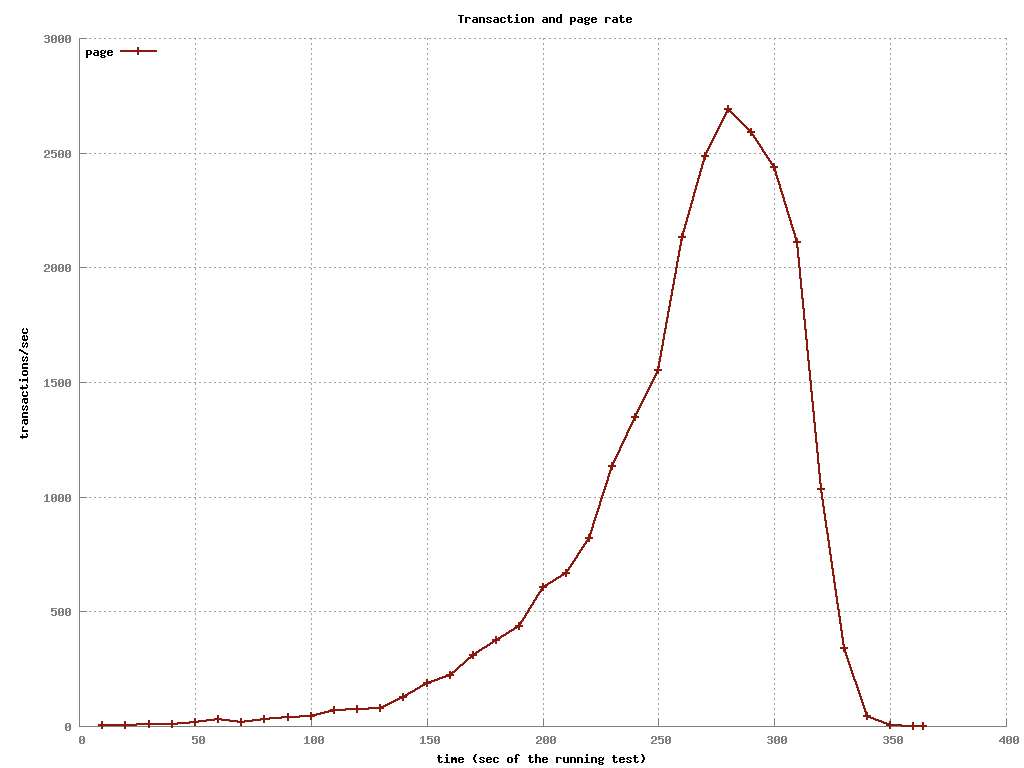 Transaction and page rate
3000
page
2500
2000
1500
1000
500
0
transactions/sec
0 50 100 150 200 250 300 350 400
time (sec of the running test)